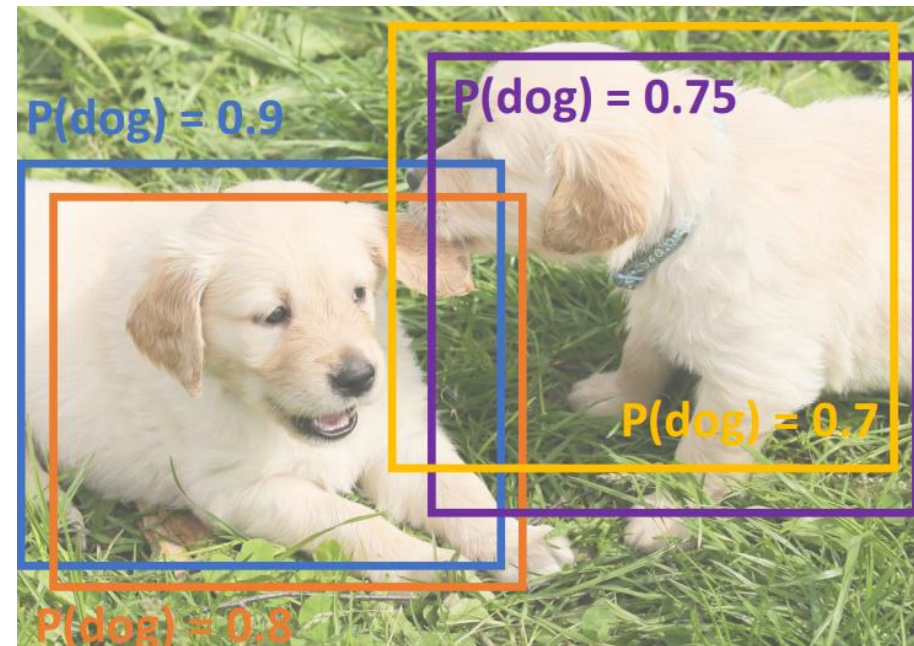 P(dog) = 0.75
P(dog) = 0.9
P(dog) = 0.7
P(dog) = 0.8